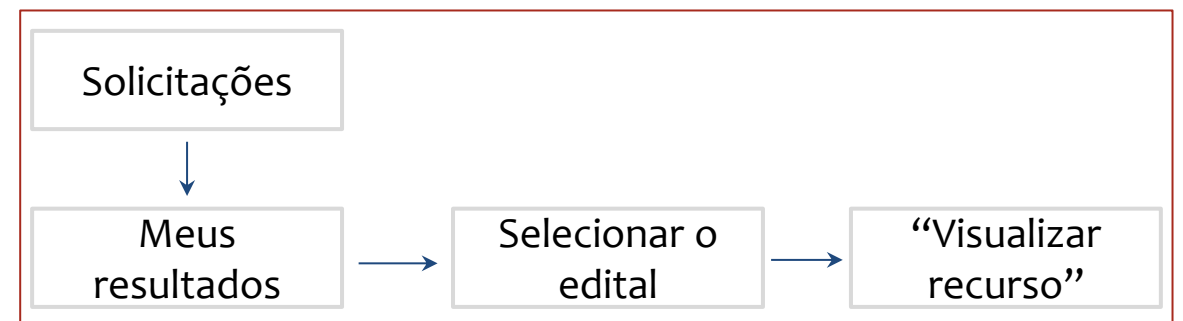 Solicitações
Meus
resultados
Selecionar o
edital
“Visualizar
recurso”